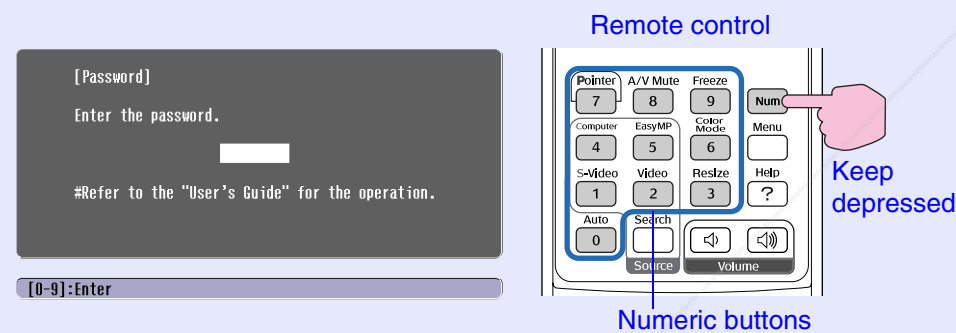 Remote control
[Password]
Enter the password.
#Refer to the "User's Guide" for the operation.
[0-9]:Enter
Pointer A/V Mute Freeze
7 8 9 Num
Computer EasyMP Color Mode Menu
4 5 6
S-Video Video Resize Help
1 2 3 ?
Auto Search
0
Source Volume
Keep
depressed
Numeric buttons